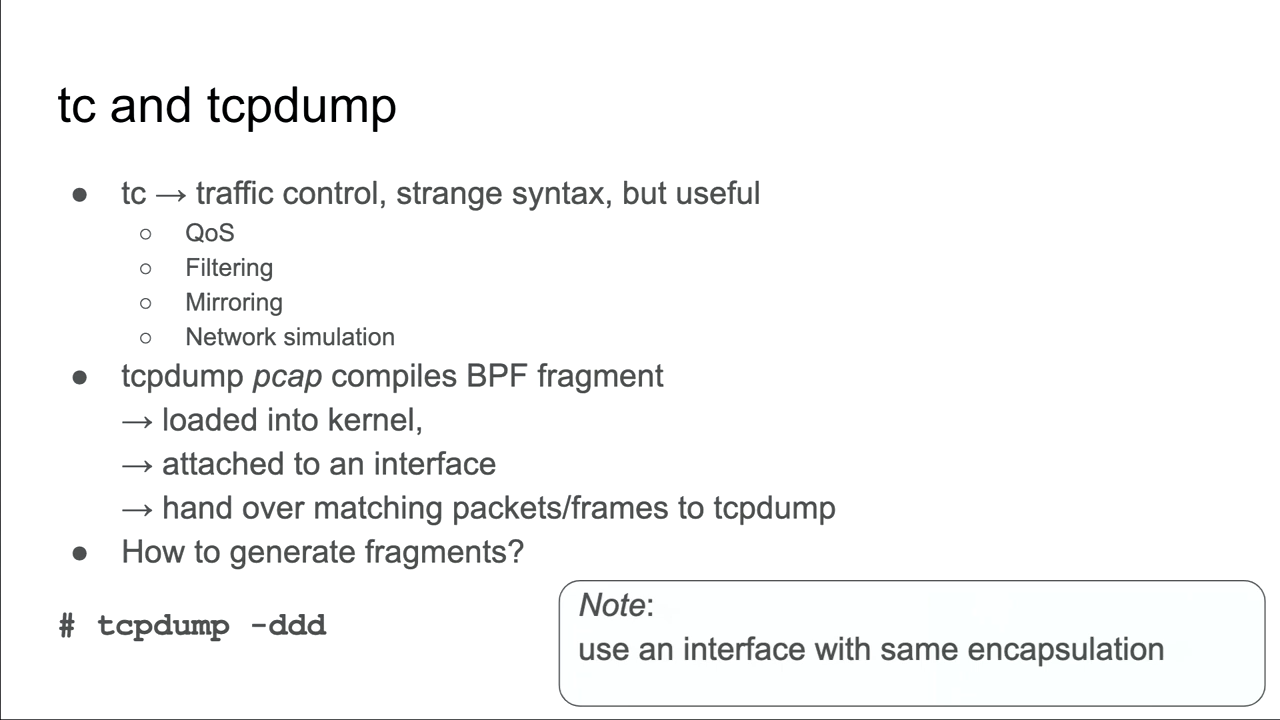 tc and tcpdump
● tc → traffic control, strange syntax, but useful
○ QoS
○ Filtering
○ Mirroring
○ Network simulation
● tcpdump pcap compiles BPF fragment
→ loaded into kernel,
→ attached to an interface
→ hand over matching packets/frames to tcpdump
● How to generate fragments?
# tcpdump -ddd
Note:
use an interface with same encapsulation